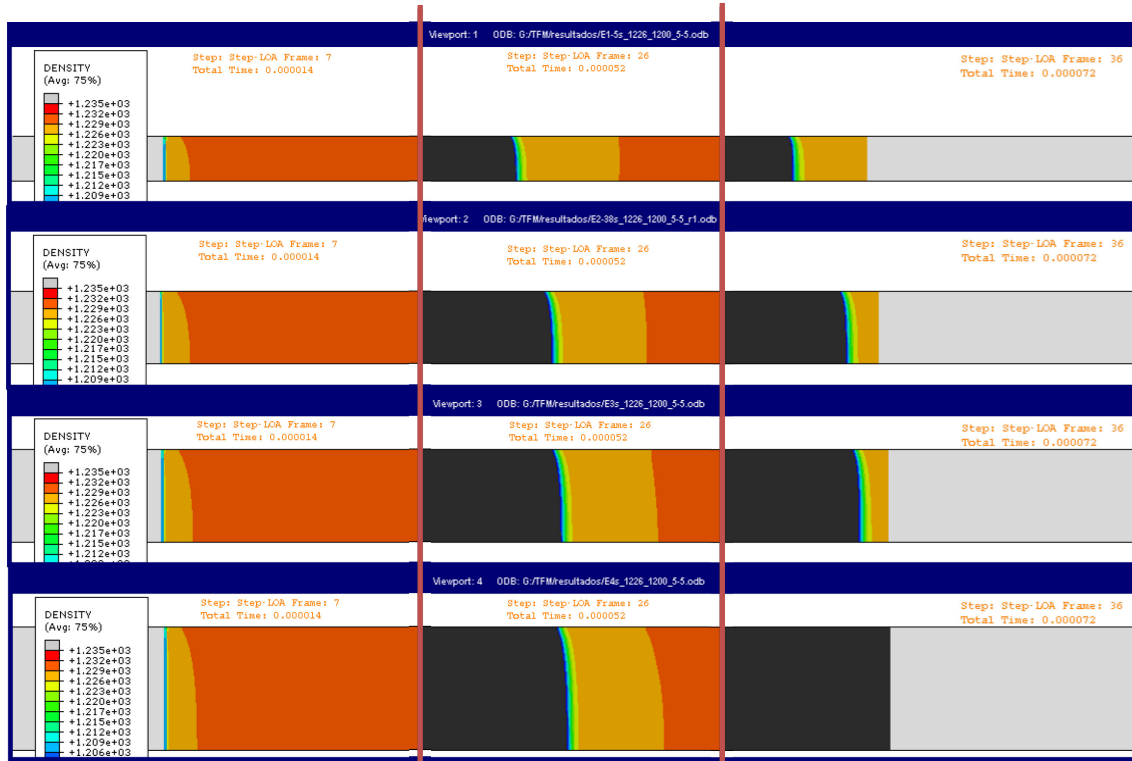 Viewport: 1 ODB: G:/TFM/resultados/E1-5s_1226_1200_5-5.odb
Step: Step-LOA Frame: 7
Total Time: 0.000014
Step: Step-LOA Frame: 26
Total Time: 0.000052
Step: Step-LOA Frame: 36
Total Time: 0.000072
DENSITY
(Avg: 75%)
+1.235e+03
+1.232e+03
+1.229e+03
+1.226e+03
+1.223e+03
+1.220e+03
+1.217e+03
+1.215e+03
+1.212e+03
+1.209e+03
Viewport: 2 ODB: G:/TFM/resultados/E2-38s_1226_1200_5-5_r1.odb
Step: Step-LOA Frame: 7
Total Time: 0.000014
Step: Step-LOA Frame: 26
Total Time: 0.000052
Step: Step-LOA Frame: 36
Total Time: 0.000072
DENSITY
(Avg: 75%)
+1.235e+03
+1.232e+03
+1.229e+03
+1.226e+03
+1.223e+03
+1.220e+03
+1.217e+03
+1.215e+03
+1.212e+03
+1.209e+03
Viewport: 3 ODB: G:/TFM/resultados/E3s_1226_1200_5-5.odb
Step: Step-LOA Frame: 7
Total Time: 0.000014
Step: Step-LOA Frame: 26
Total Time: 0.000052
Step: Step-LOA Frame: 36
Total Time: 0.000072
DENSITY
(Avg: 75%)
+1.235e+03
+1.232e+03
+1.229e+03
+1.226e+03
+1.223e+03
+1.220e+03
+1.217e+03
+1.215e+03
+1.212e+03
Viewport: 4 ODB: G:/TFM/resultados/E4s_1226_1200_5-5.odb
Step: Step-LOA Frame: 7
Total Time: 0.000014
Step: Step-LOA Frame: 26
Total Time: 0.000052
Step: Step-LOA Frame: 36
Total Time: 0.000072
DENSITY
(Avg: 75%)
+1.235e+03
+1.232e+03
+1.229e+03
+1.226e+03
+1.223e+03
+1.220e+03
+1.217e+03
+1.215e+03
+1.212e+03
+1.209e+03
+1.206e+03